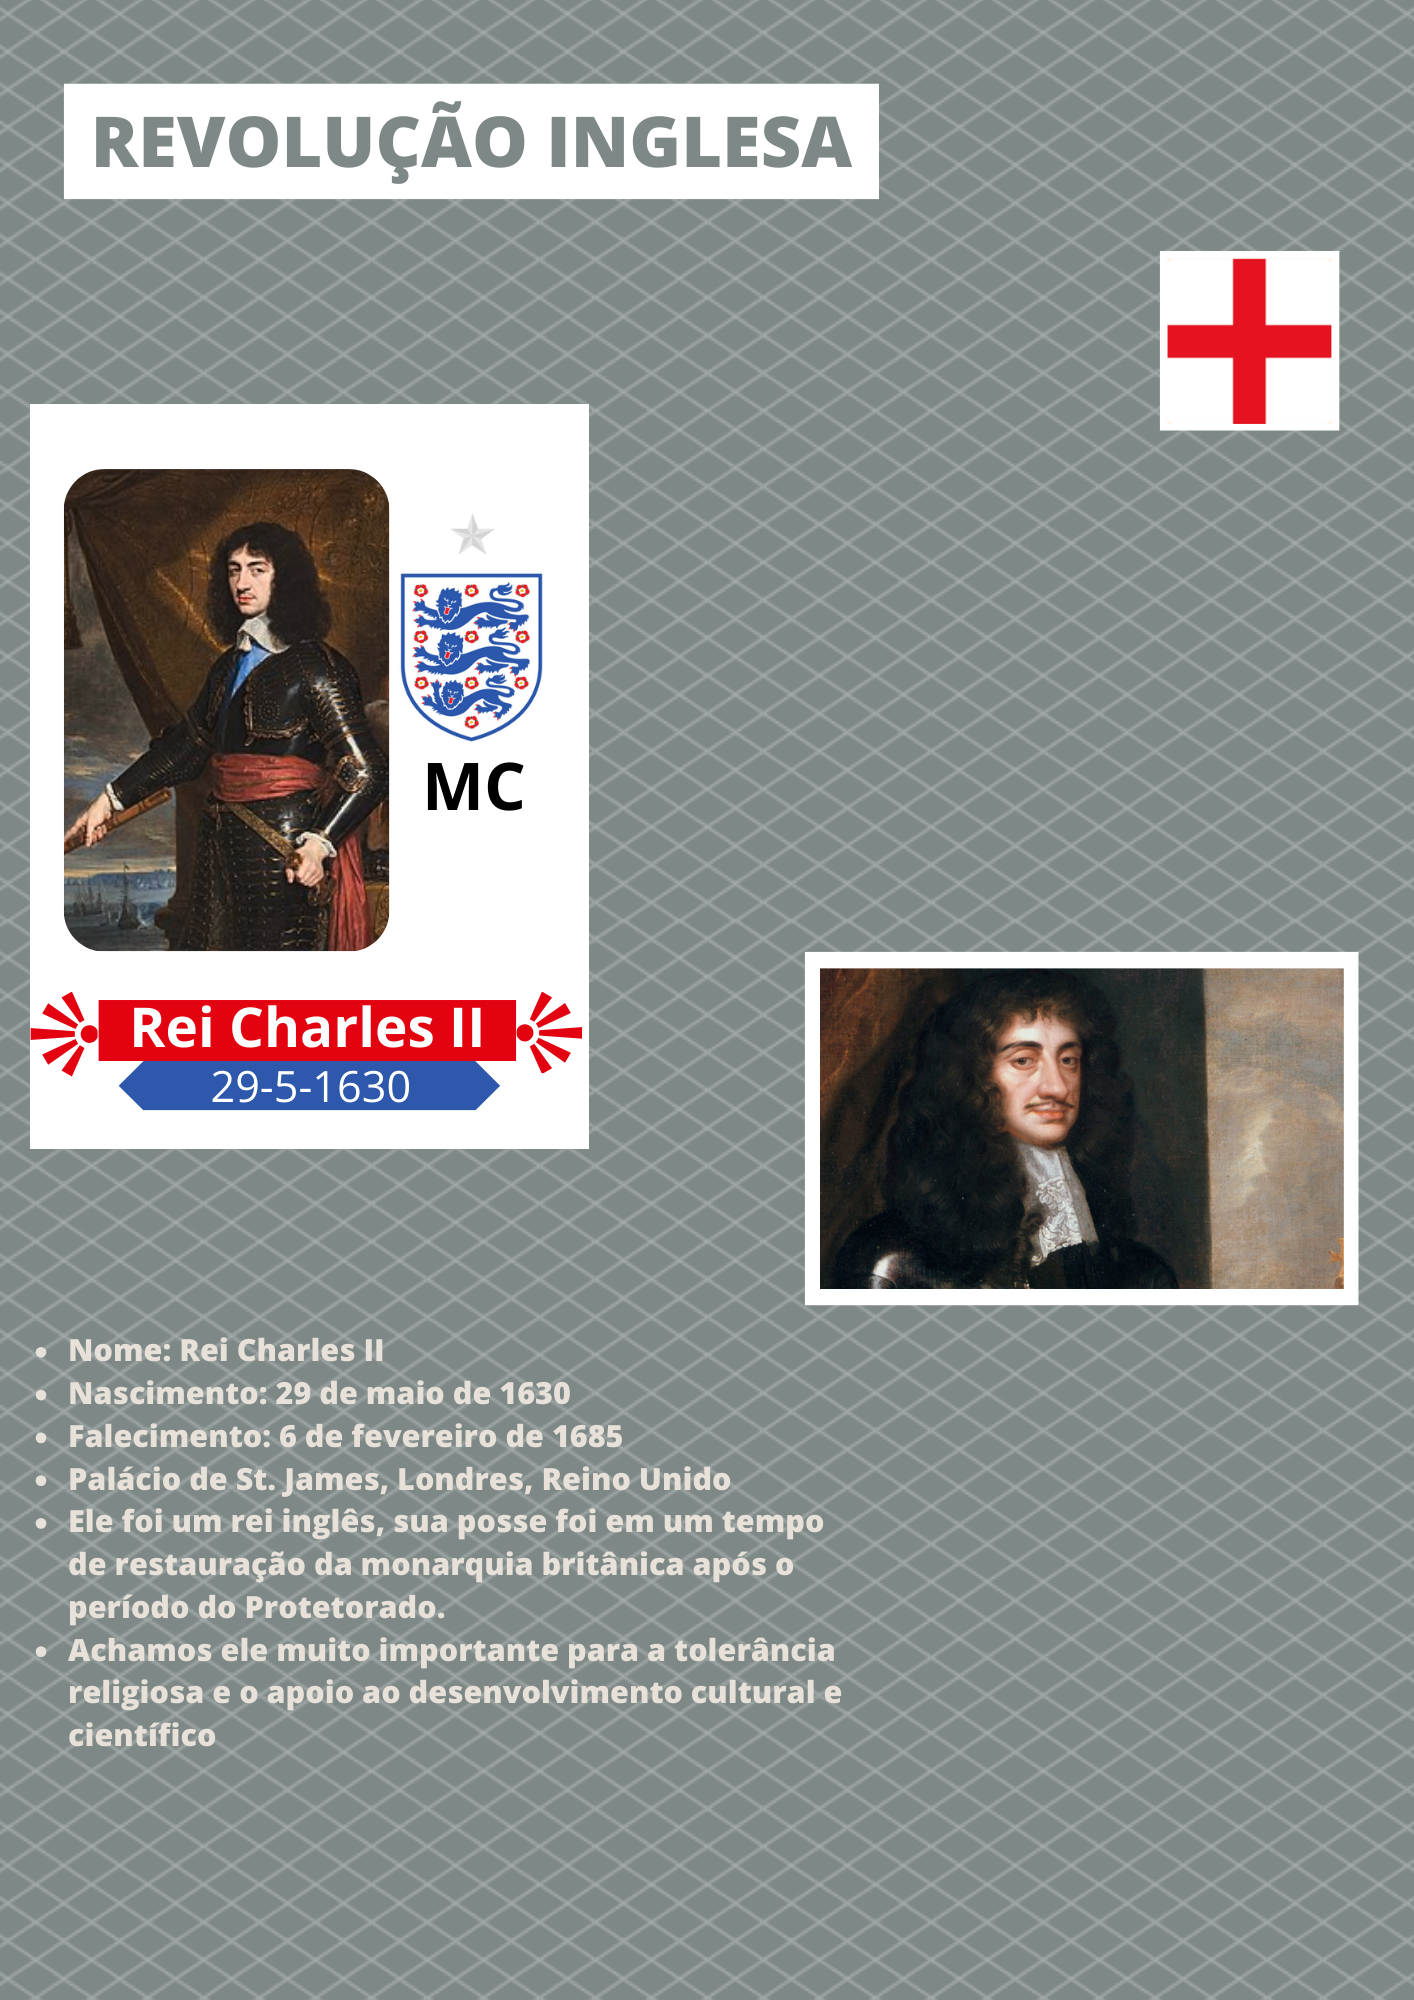 REVOLUÇÃO INGLESA
MC
Rei Charles II
29-5-1630
• Nome: Rei Charles II
• Nascimento: 29 de maio de 1630
• Falecimento: 6 de fevereiro de 1685
• Palácio de St. James, Londres, Reino Unido
• Ele foi um rei inglês, sua posse foi em um tempo
de restauração da monarquia britânica após o
período do Protetorado.
• Achamos ele muito importante para a tolerância
religiosa e o apoio ao desenvolvimento cultural e
científico